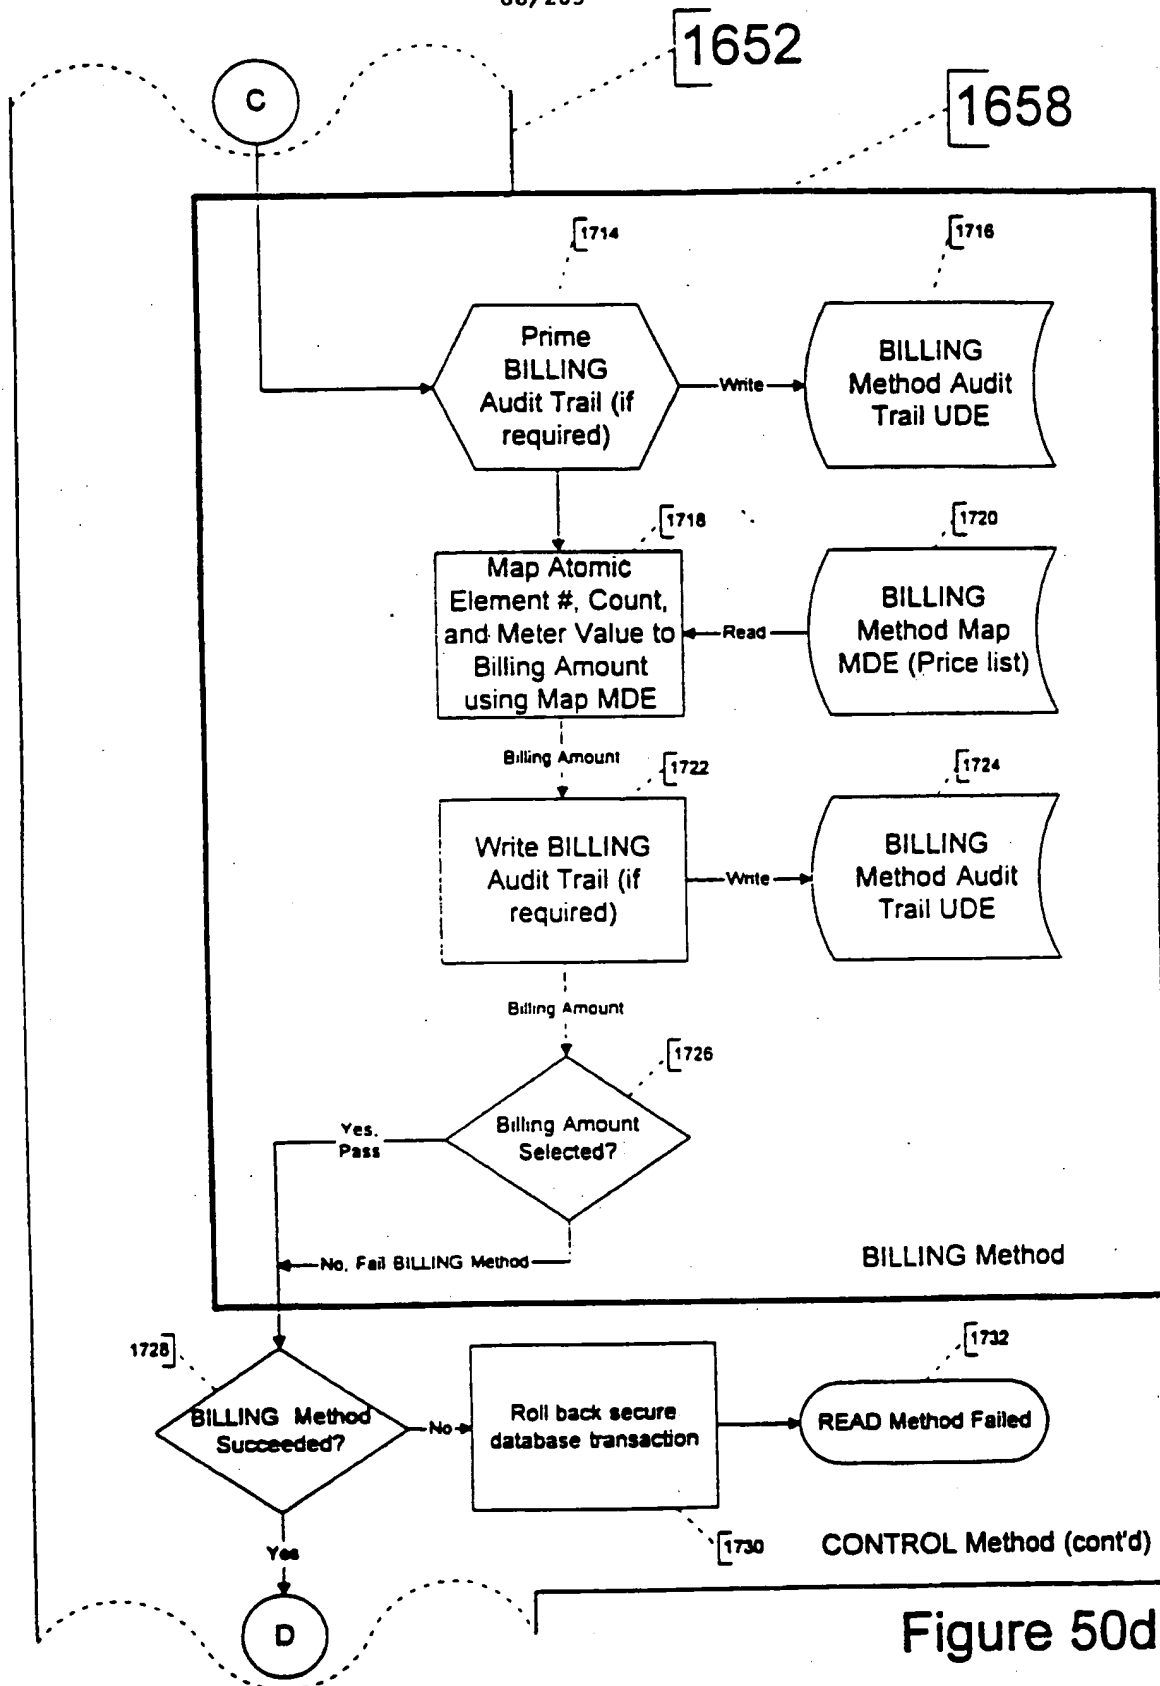 1652
C
1658
1714
1716
Prime
BILLING
Audit Trail (if
required)
Write
BILLING
Method Audit
Trail UDE
1718
1720
Map Atomic
Element #, Count,
and Meter Value to
Billing Amount
using Map MDE
Read
BILLING
Method Map
MDE (Price list)
Billing Amount
1722
1724
Write BILLING
Audit Trail (if
required)
Write
BILLING
Method Audit
Trail UDE
Billing Amount
1726
Billing Amount
Selected?
Yes,
Pass
No, Fail BILLING Method
BILLING Method
1728
1732
BILLING Method
Succeeded?
No
Roll back secure
database transaction
READ Method Failed
1730
CONTROL Method (cont'd)
Yes
D
Figure 50d